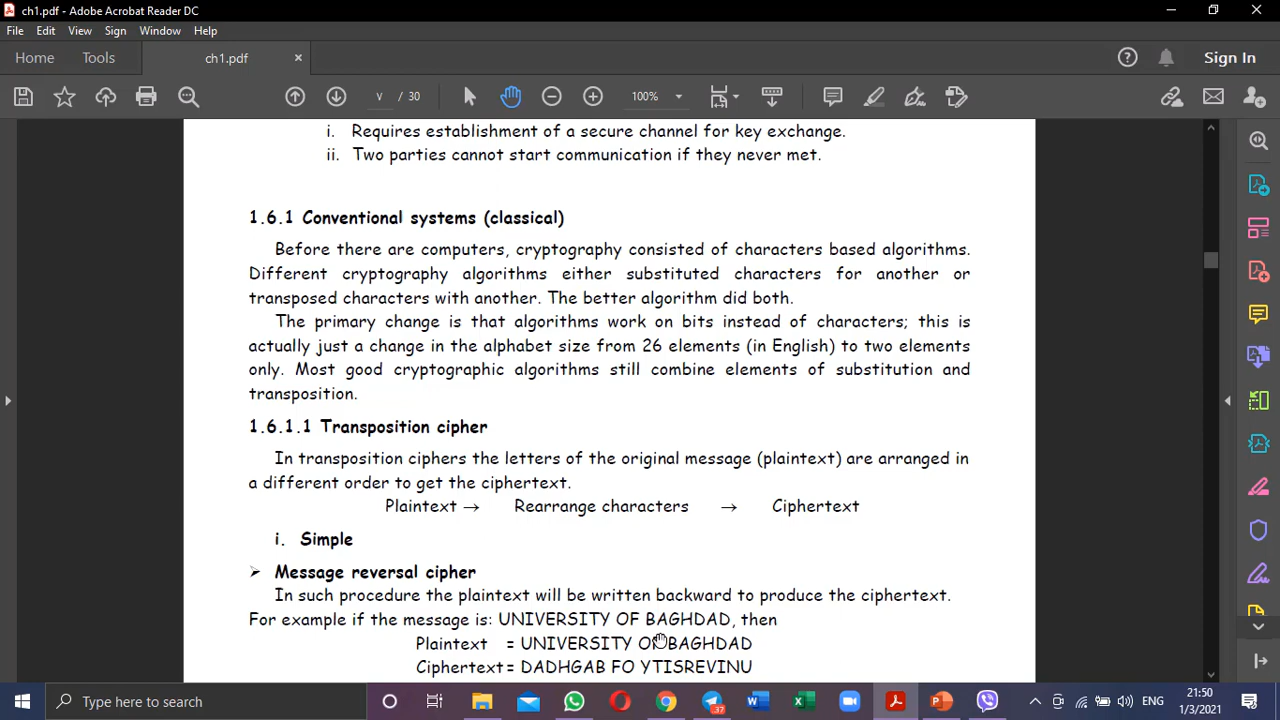 ch1.pdf - Adobe Acrobat Reader DC
File Edit View Sign Window Help
Home Tools ch1.pdf × Sign In
v / 30 100%
i. Requires establishment of a secure channel for key exchange.
ii. Two parties cannot start communication if they never met.
1.6.1 Conventional systems (classical)
Before there are computers, cryptography consisted of characters based algorithms.
Different cryptography algorithms either substituted characters for another or
transposed characters with another. The better algorithm did both.
The primary change is that algorithms work on bits instead of characters; this is
actually just a change in the alphabet size from 26 elements (in English) to two elements
only. Most good cryptographic algorithms still combine elements of substitution and
transposition.
1.6.1.1 Transposition cipher
In transposition ciphers the letters of the original message (plaintext) are arranged in
a different order to get the ciphertext.
Plaintext → Rearrange characters → Ciphertext
i. Simple
➢ Message reversal cipher
In such procedure the plaintext will be written backward to produce the ciphertext.
For example if the message is: UNIVERSITY OF BAGHDAD, then
Plaintext = UNIVERSITY OF BAGHDAD
Ciphertext = DADHGAB FO YTISREVINU
Type here to search
37
ENG
21:50
1/3/2021